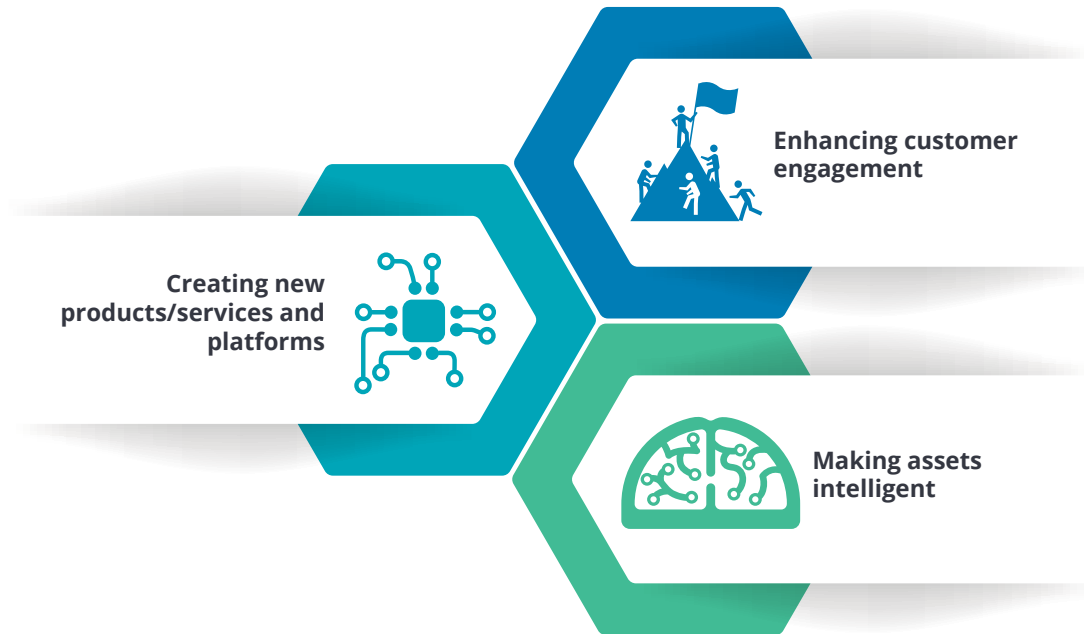 Enhancing customer
engagement
Creating new
products/services and
platforms
Making assets
intelligent